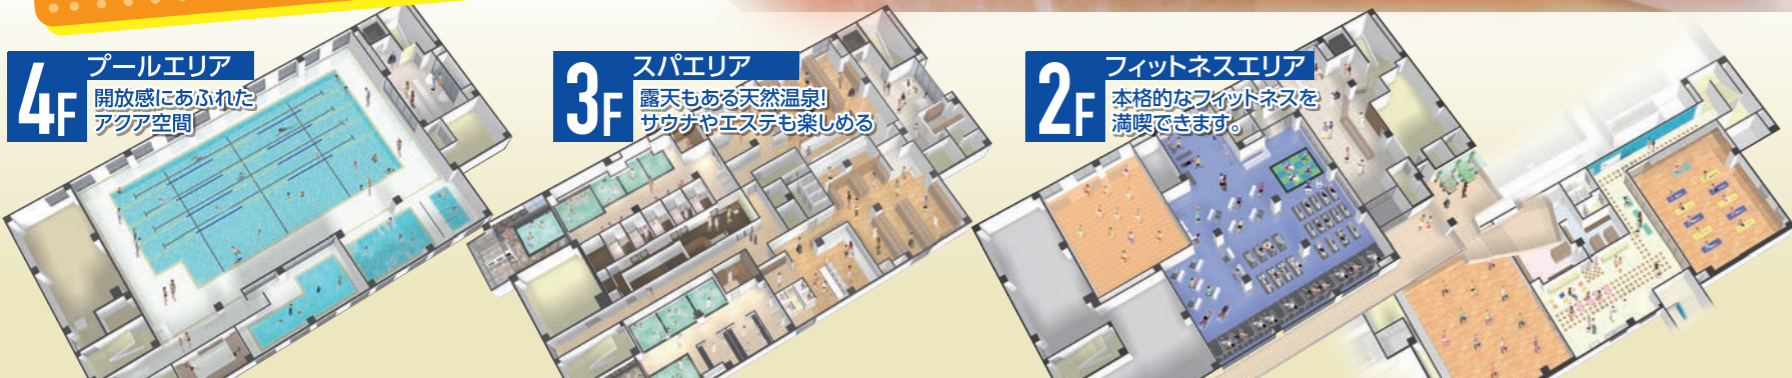 4F
プールエリア
開放感にあふれた
アクア空間
3F
スパエリア
露天もある天然温泉!
サウナやエステも楽しめる
2F
フィットネスエリア
本格的なフィットネスを
満喫できます。